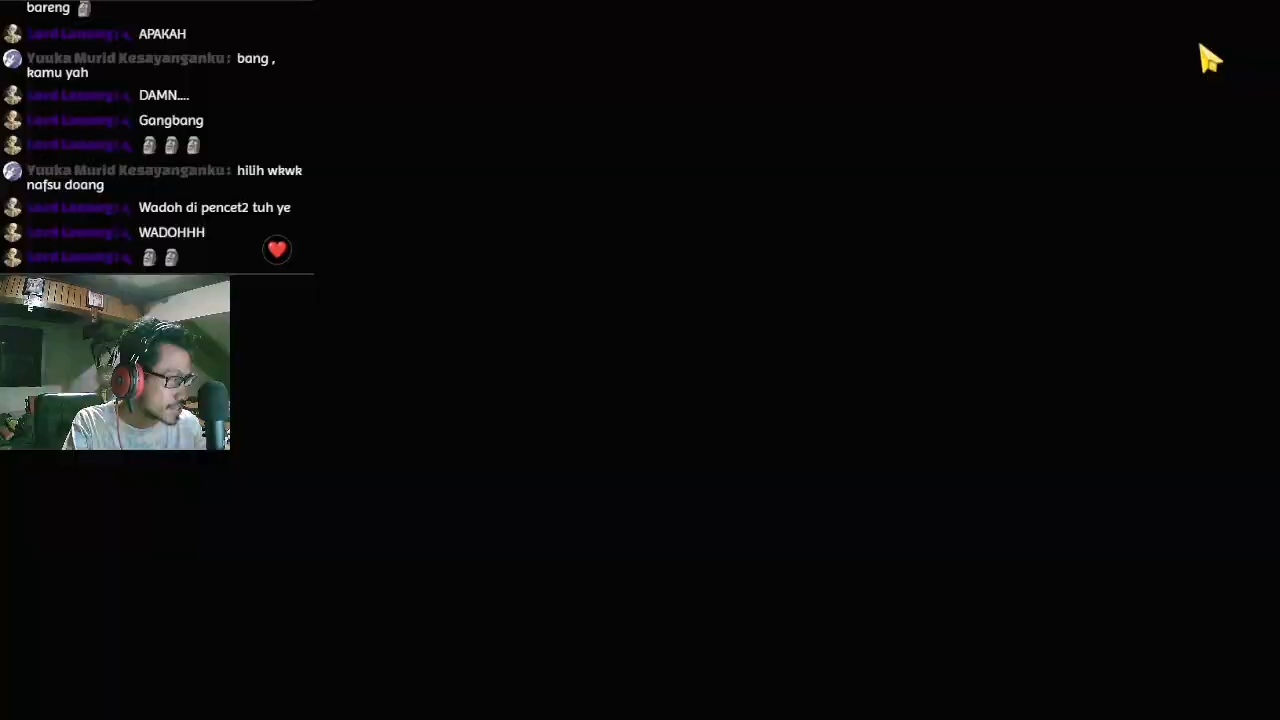 bareng 🗿
APAKAH
Yuuka Murid Kesayanganku: bang ,
kamu yah
DAMN....
Gangbang
🗿 🗿 🗿
Yuuka Murid Kesayanganku: hilih wkwk
nafsu doang
Wadoh di pencet2 tuh ye
WADOHHH
🗿 🗿